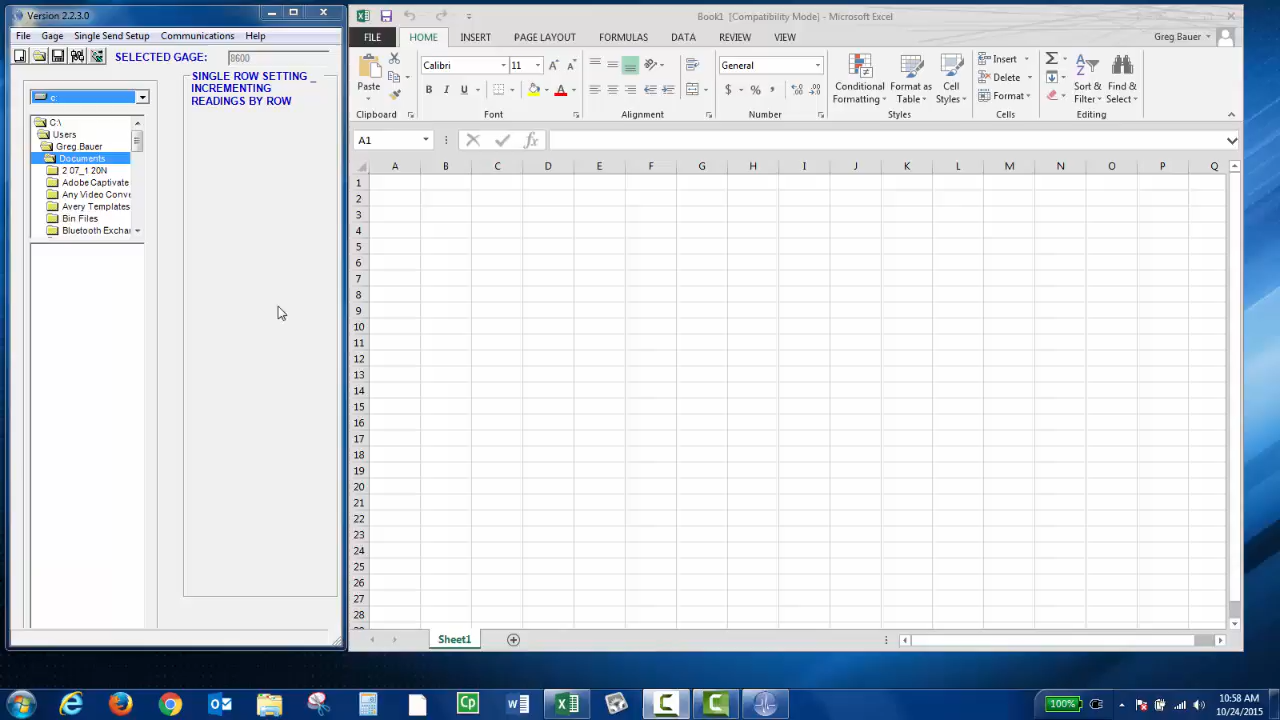 Version 2.2.3.0
File Gage Single Send Setup Communications Help
SELECTED GAGE: 8600
SINGLE ROW SETTING _
INCREMENTING
READINGS BY ROW
c:
C:\
Users
Greg Bauer
Documents
2 07_1 20N
Adobe Captivate
Any Video Conve
Avery Templates
Bin Files
Bluetooth Exchar
Book1 [Compatibility Mode] - Microsoft Excel
FILE HOME INSERT PAGE LAYOUT FORMULAS DATA REVIEW VIEW Greg Bauer
Paste
Clipboard
Calibri 11
B I U
Font
Alignment
General
$ % ,
Number
Conditional
Formatting
Format as
Table
Cell
Styles
Styles
Insert
Delete
Format
Cells
Sort &
Filter
Find &
Select
Editing
A1 fx
A B C D E F G H I J K L M N O P Q
1
2
3
4
5
6
7
8
9
10
11
12
13
14
15
16
17
18
19
20
21
22
23
24
25
26
27
28
Sheet1
Cp
100%
10:58 AM
10/24/2015